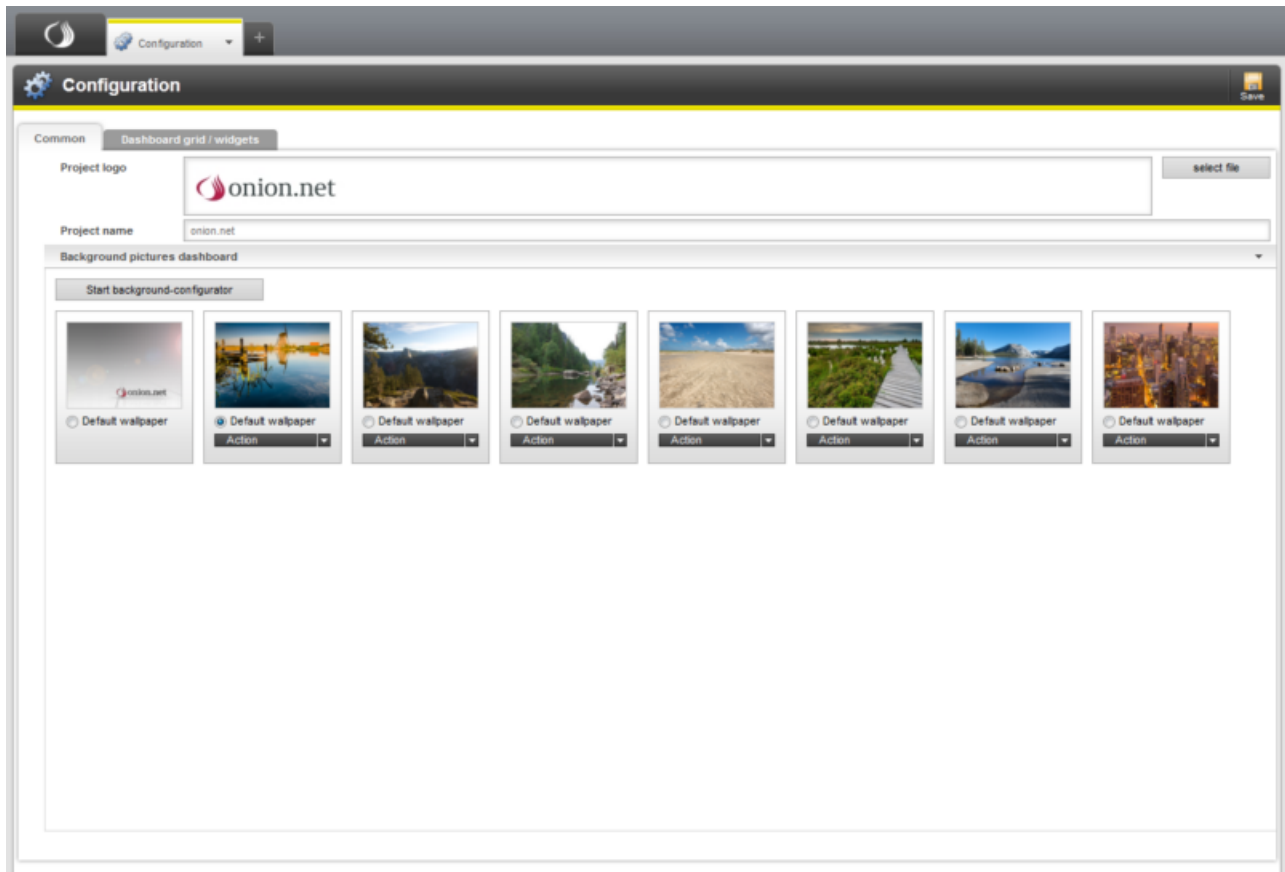 Configuration
+
Configuration
Save
Common
Dashboard grid / widgets
Project logo
onion.net
select file
Project name
onion.net
Background pictures dashboard
Start background-configurator
onion.net
Default wallpaper
Default wallpaper
Action
Default wallpaper
Action
Default wallpaper
Action
Default wallpaper
Action
Default wallpaper
Action
Default wallpaper
Action
Default wallpaper
Action